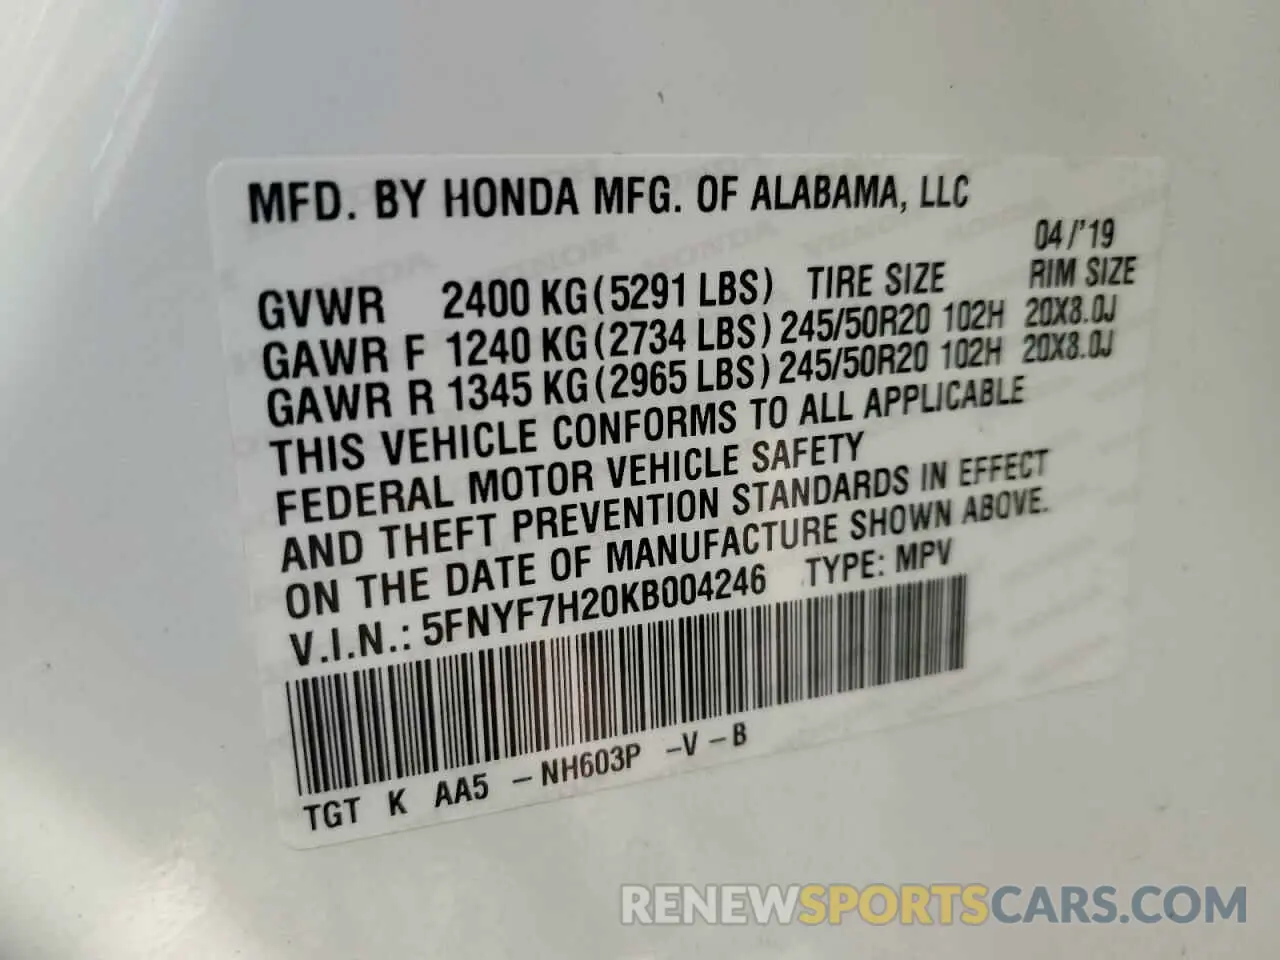 MFD. BY HONDA MFG. OF ALABAMA, LLC
04/'19
GVWR 2400 KG(5291 LBS) TIRE SIZE RIM SIZE
GAWR F 1240 KG(2734 LBS) 245/50R20 102H 20X8.0J
GAWR R 1345 KG(2965 LBS) 245/50R20 102H 20X8.0J
THIS VEHICLE CONFORMS TO ALL APPLICABLE
FEDERAL MOTOR VEHICLE SAFETY
AND THEFT PREVENTION STANDARDS IN EFFECT
ON THE DATE OF MANUFACTURE SHOWN ABOVE.
V.I.N.: 5FNYF7H20KB004246 TYPE: MPV
TGT K AA5 -NH603P -V-B
RENEWSPORTSCARS.COM